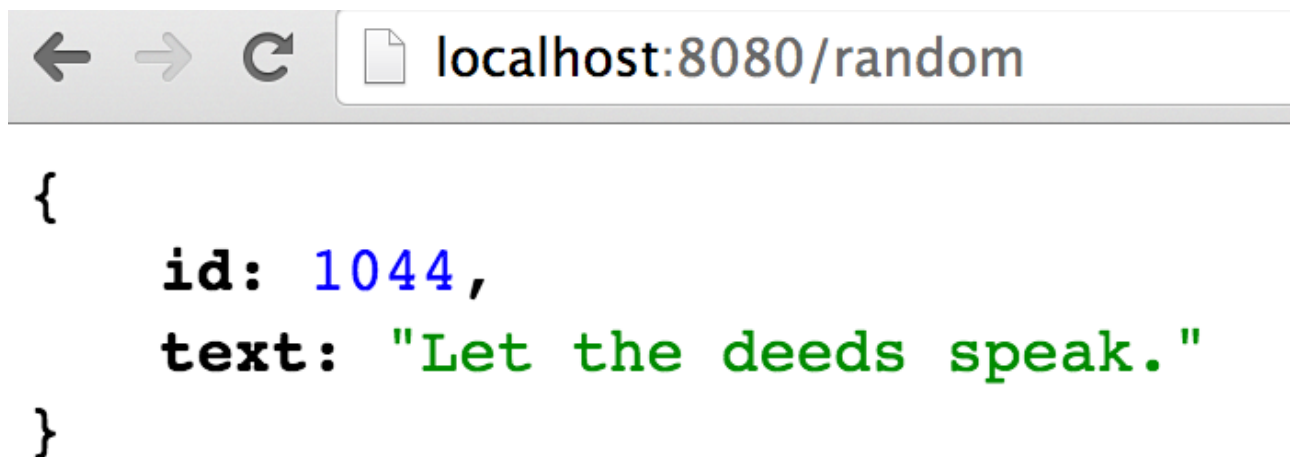 localhost:8080/random
{
id: 1044,
text: "Let the deeds speak."
}